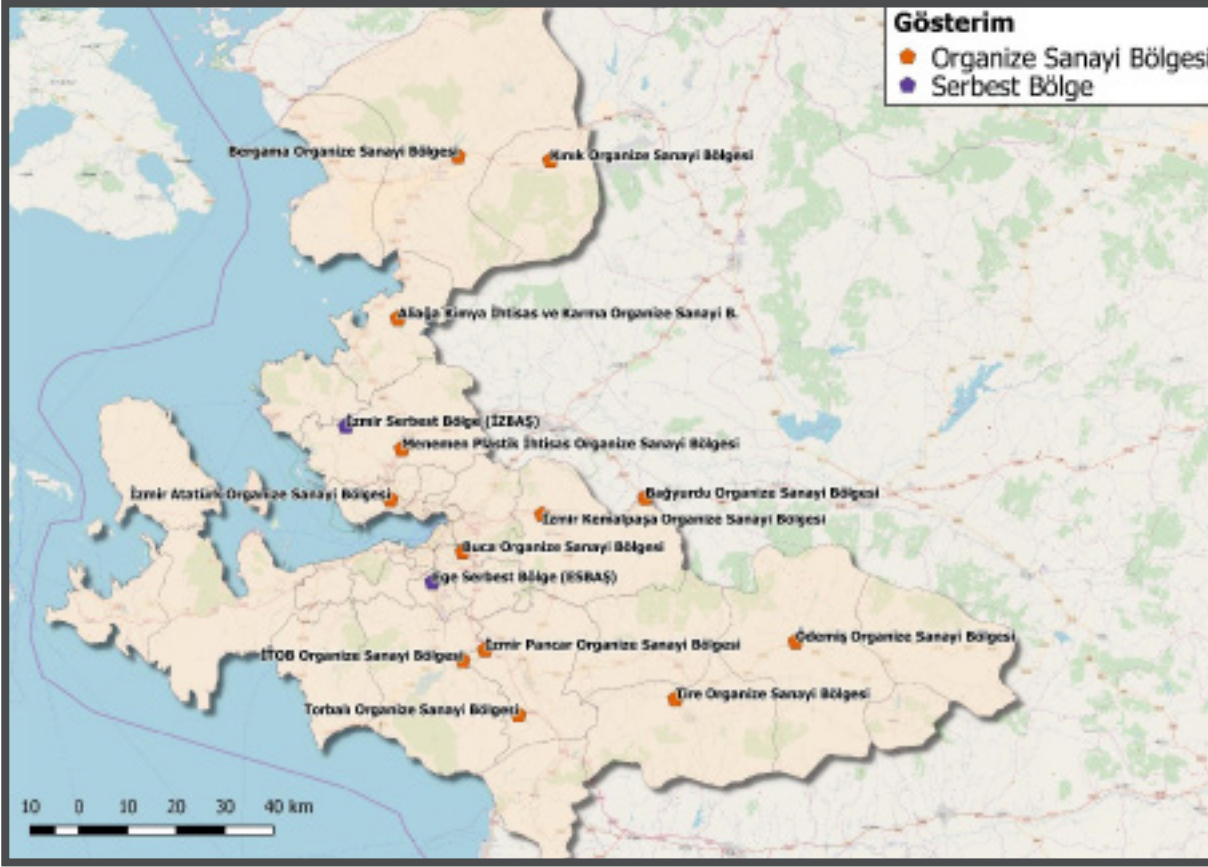 Gösterim
Organize Sanayi Bölgesi
Serbest Bölge
Bergama Organize Sanayi Bölgesi
Kınık Organize Sanayi Bölgesi
Aliağa Kimya İhtisas ve Karma Organize Sanayi B.
İzmir Serbest Bölge (İZBAŞ)
Menemen Plastik İhtisas Organize Sanayi Bölgesi
İzmir Atatürk Organize Sanayi Bölgesi
Bağyurdu Organize Sanayi Bölgesi
İzmir Kemalpaşa Organize Sanayi Bölgesi
Buca Organize Sanayi Bölgesi
Ege Serbest Bölge (ESBAŞ)
Ödemiş Organize Sanayi Bölgesi
İzmir Pancar Organize Sanayi Bölgesi
İTOB Organize Sanayi Bölgesi
Tire Organize Sanayi Bölgesi
Torbalı Organize Sanayi Bölgesi
10 0 10 20 30 40 km